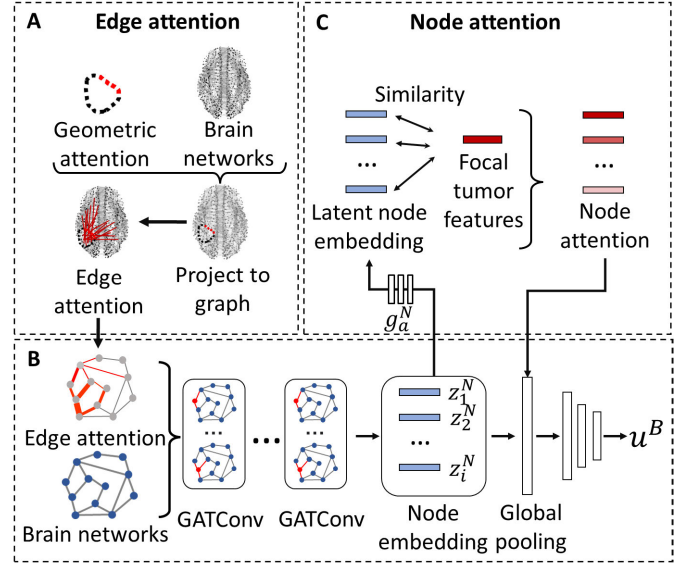 A Edge attention
Geometric
attention
Brain
networks
Edge
attention
Project to
graph
C Node attention
Similarity
...
Latent node
embedding
Focal
tumor
features
...
Node
attention
g_a^N
B
Edge attention
Brain networks
...
...
GATConv
...
...
...
GATConv
z_1^N
z_2^N
...
z_i^N
Node
embedding
Global
pooling
u^B